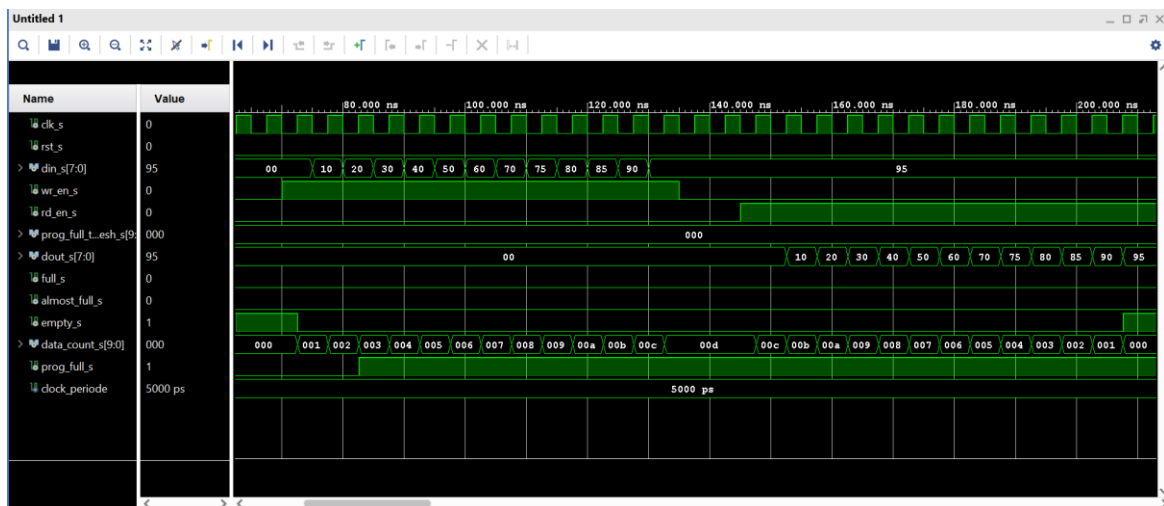 Untitled 1
Name Value
80.000 ns 100.000 ns 120.000 ns 140.000 ns 160.000 ns 180.000 ns 200.000 ns
clk_s 0
rst_s 0
din_s[7:0] 95 00 10 20 30 40 50 60 70 75 80 85 90 95
wr_en_s 0
rd_en_s 0
prog_full_t...esh_s[9: 000 000
dout_s[7:0] 95 00 10 20 30 40 50 60 70 75 80 85 90 95
full_s 0
almost_full_s 0
empty_s 1
data_count_s[9:0] 000 000 001 002 003 004 005 006 007 008 009 00a 00b 00c 00d 00c 00b 00a 009 008 007 006 005 004 003 002 001 000
prog_full_s 1
clock_periode 5000 ps 5000 ps